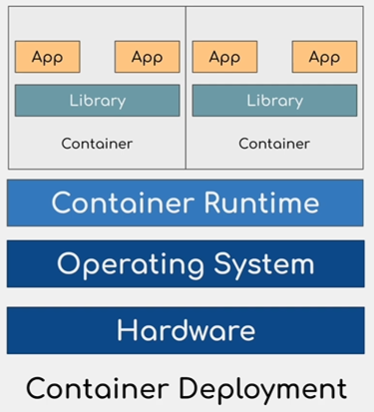 App App App App
Library Library
Container Container
Container Runtime
Operating System
Hardware
Container Deployment